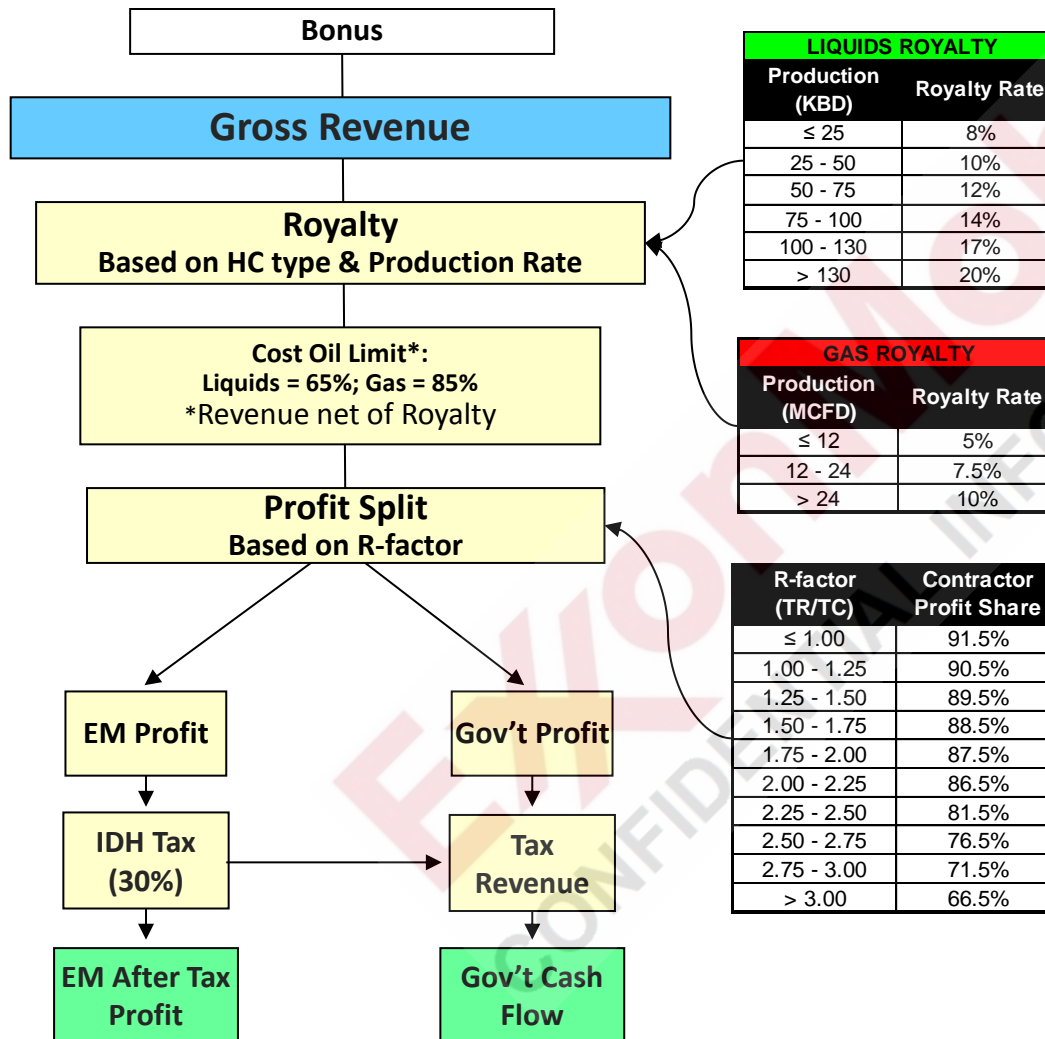 Bonus
Gross Revenue
Royalty
Based on HC type & Production Rate
Cost Oil Limit*:
Liquids = 65%; Gas = 85%
*Revenue net of Royalty
Profit Split
Based on R-factor
EM Profit
Gov't Profit
IDH Tax
(30%)
Tax
Revenue
EM After Tax
Profit
Gov't Cash
Flow
LIQUIDS ROYALTY
Production
(KBD)
Royalty Rate
≤ 25 8%
25 - 50 10%
50 - 75 12%
75 - 100 14%
100 - 130 17%
> 130 20%
GAS ROYALTY
Production
(MCFD)
Royalty Rate
≤ 12 5%
12 - 24 7.5%
> 24 10%
R-factor
(TR/TC)
Contractor
Profit Share
≤ 1.00 91.5%
1.00 - 1.25 90.5%
1.25 - 1.50 89.5%
1.50 - 1.75 88.5%
1.75 - 2.00 87.5%
2.00 - 2.25 86.5%
2.25 - 2.50 81.5%
2.50 - 2.75 76.5%
2.75 - 3.00 71.5%
> 3.00 66.5%
ExxonMob
CONFIDENTIAL INFO